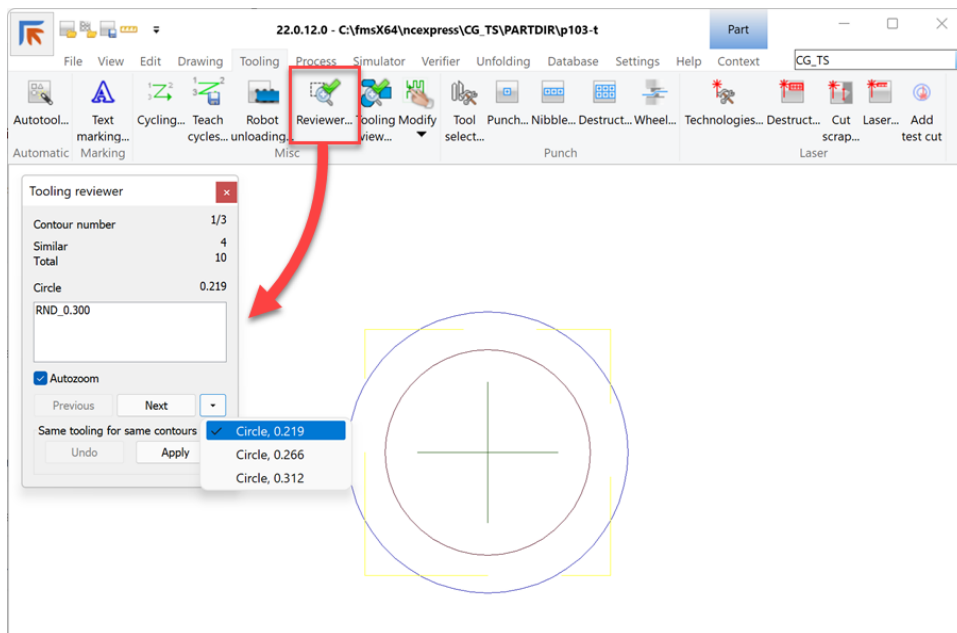 22.0.12.0 - C:\fmsX64\ncexpress\CG_TS\PARTDIR\p103-t
Part
File View Edit Drawing Tooling Process Simulator Verifier Unfolding Database Settings Help Context
CG_TS
Autotool... Text Cycling... Teach Robot Reviewer... Tooling Modify Tool Punch... Nibble... Destruct... Wheel... Technologies... Destruct... Cut Laser... Add
marking... cycles... unloading... view... select... scrap... test cut
Automatic Marking Misc Punch Laser
Tooling reviewer
Contour number 1/3
Similar 4
Total 10
Circle 0.219
RND_0.300
Autozoom
Previous Next
Same tooling for same contours
Undo Apply
Circle, 0.219
Circle, 0.266
Circle, 0.312